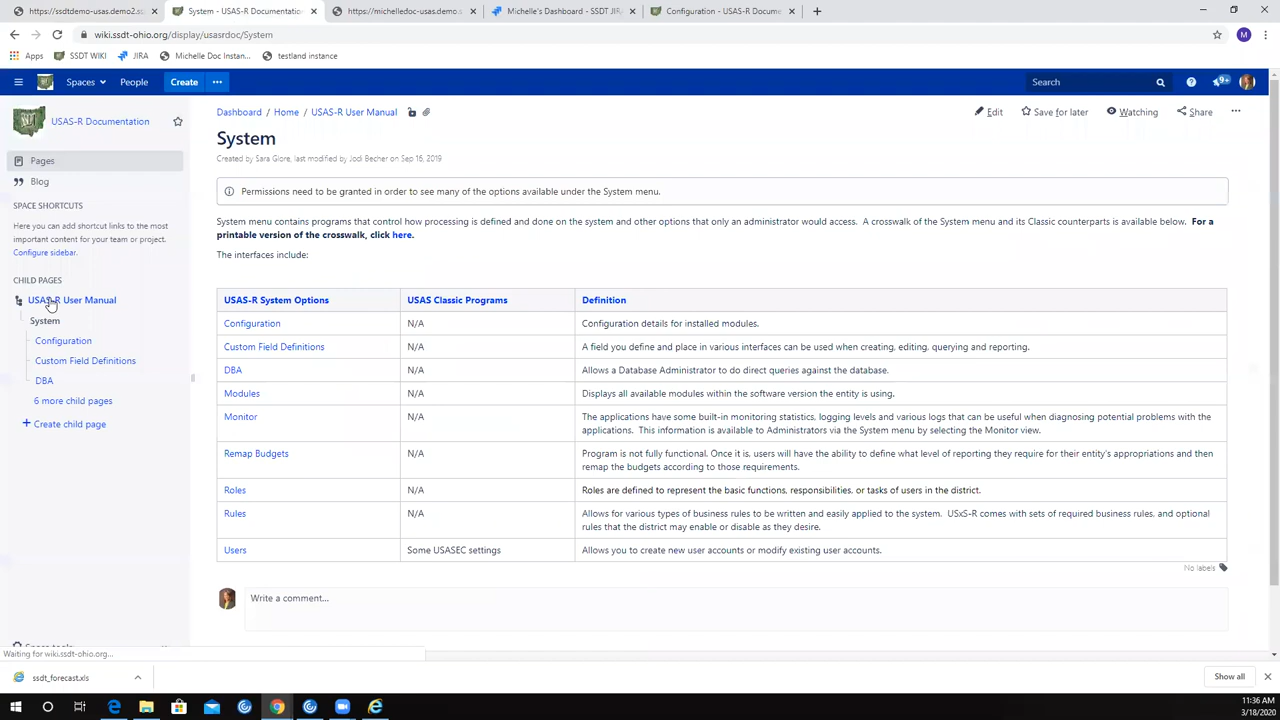 https://ssdtdemo-usas.demo2.ss
System - USAS-R Documentation
https://michelledoc-usas.demo.s
Michelle's Dashboard - SSDT JIR
Configuration - USAS-R Docume
wiki.ssdt-ohio.org/display/usasrdoc/System
M
Apps
SSDT WIKI
JIRA
Michelle Doc Instan...
testland instance
Spaces
People
Create
Search
9+
USAS-R Documentation
Dashboard / Home / USAS-R User Manual
Edit
Save for later
Watching
Share
System
Created by Sara Glore, last modified by Jodi Becher on Sep 16, 2019
Pages
Blog
SPACE SHORTCUTS
Here you can add shortcut links to the most
important content for your team or project.
Configure sidebar.
CHILD PAGES
USAS-R User Manual
System
Configuration
Custom Field Definitions
DBA
6 more child pages
+ Create child page
Permissions need to be granted in order to see many of the options available under the System menu.
System menu contains programs that control how processing is defined and done on the system and other options that only an administrator would access. A crosswalk of the System menu and its Classic counterparts is available below. For a
printable version of the crosswalk, click here.
The interfaces include:
USAS-R System Options USAS Classic Programs Definition
Configuration N/A Configuration details for installed modules.
Custom Field Definitions N/A A field you define and place in various interfaces can be used when creating, editing, querying and reporting.
DBA N/A Allows a Database Administrator to do direct queries against the database.
Modules N/A Displays all available modules within the software version the entity is using.
Monitor N/A The applications have some built-in monitoring statistics, logging levels and various logs that can be useful when diagnosing potential problems with the
applications. This information is available to Administrators via the System menu by selecting the Monitor view.
Remap Budgets N/A Program is not fully functional. Once it is, users will have the ability to define what level of reporting they require for their entity's appropriations and then
remap the budgets according to those requirements.
Roles N/A Roles are defined to represent the basic functions, responsibilities, or tasks of users in the district.
Rules N/A Allows for various types of business rules to be written and easily applied to the system. USxS-R comes with sets of required business rules, and optional
rules that the district may enable or disable as they desire.
Users Some USASEC settings Allows you to create new user accounts or modify existing user accounts.
No labels
Write a comment...
Waiting for wiki.ssdt-ohio.org...
ssdt_forecast.xls
Show all
11:36 AM
3/18/2020